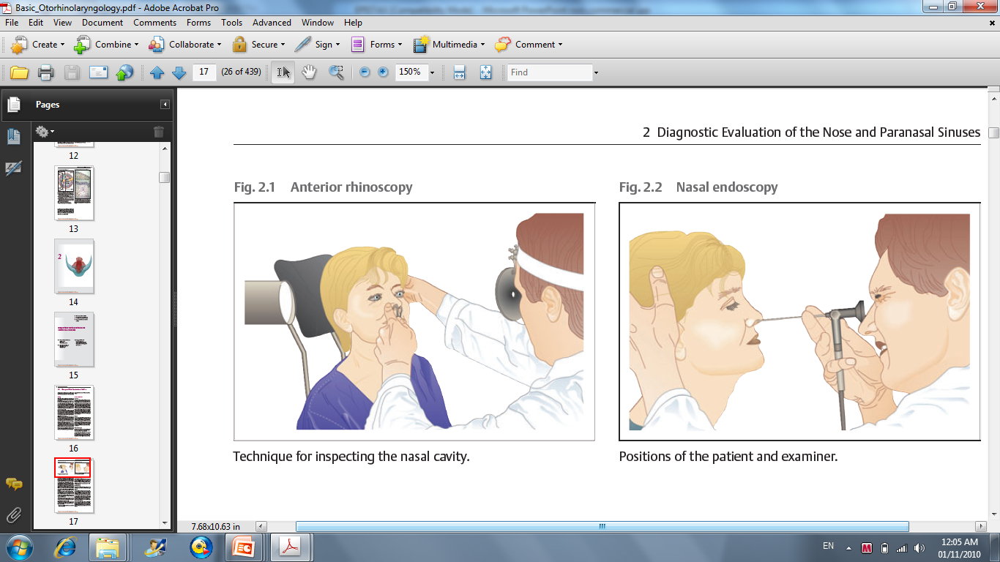 Basic_Otorhinolaryngology.pdf - Adobe Acrobat Pro
File Edit View Document Comments Forms Tools Advanced Window Help
Create Combine Collaborate Secure Sign Forms Multimedia Comment
17 (26 of 439) 150% Find
Pages
12
13
2
14
15
16
17
2 Diagnostic Evaluation of the Nose and Paranasal Sinuses
Fig. 2.1 Anterior rhinoscopy
Technique for inspecting the nasal cavity.
Fig. 2.2 Nasal endoscopy
Positions of the patient and examiner.
7.68x10.63 in
EN 12:05 AM
01/11/2010